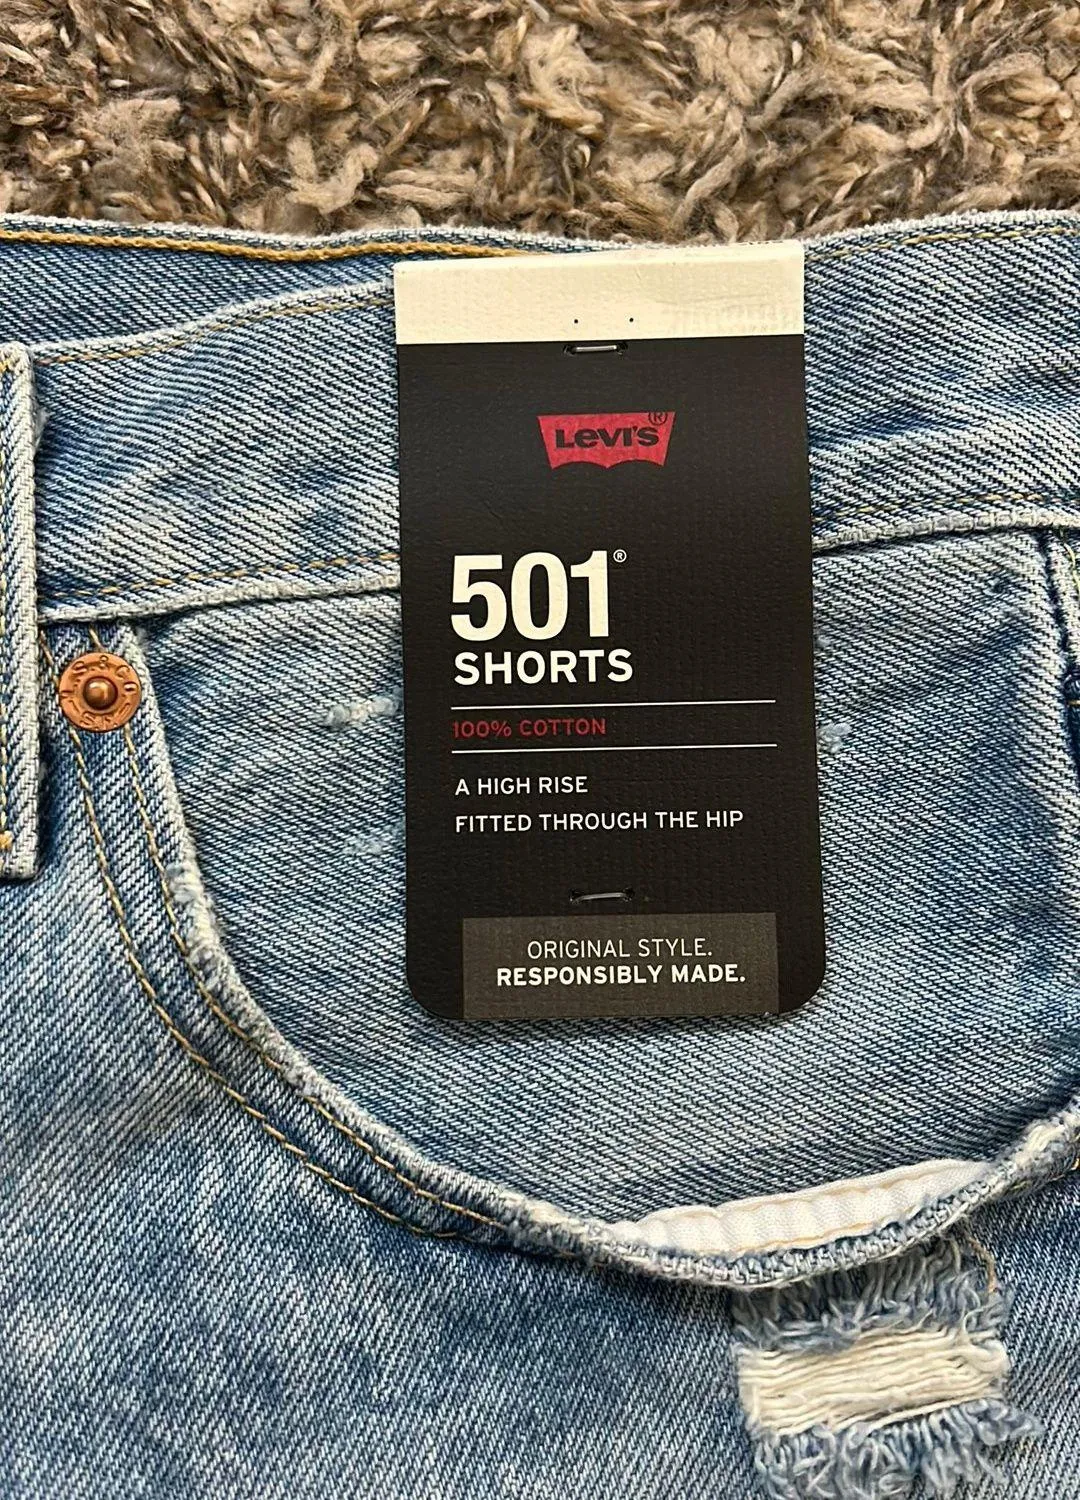 LEVI'S®
501®
SHORTS
100% COTTON
A HIGH RISE
FITTED THROUGH THE HIP
ORIGINAL STYLE.
RESPONSIBLY MADE.